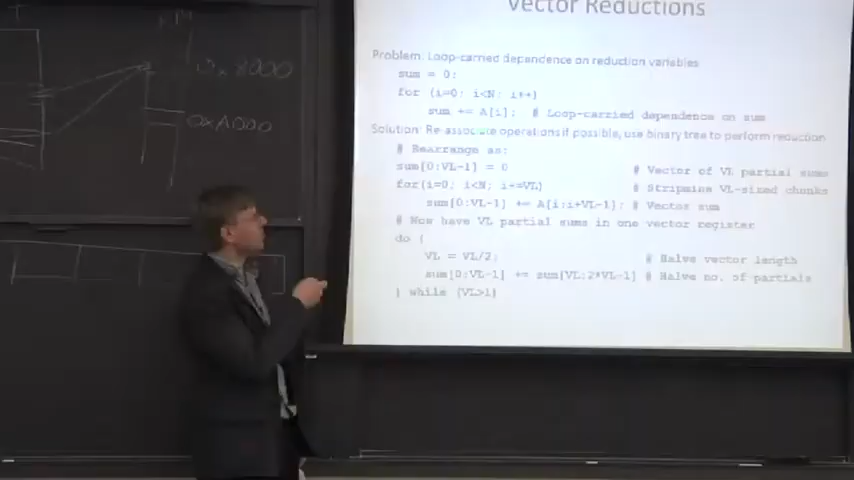 Vector Reductions
Problem: Loop-carried dependence on reduction variables
sum = 0;
for (i=0; i<N; i++)
sum += A[i]; # Loop-carried dependence on sum
Solution: Re-associate operations if possible, use binary tree to perform reduction
# Rearrange as:
sum[0:VL-1] = 0 # Vector of VL partial sums
for(i=0; i<N; i+=VL) # Stripmine VL-sized chunks
sum[0:VL-1] += A[i:i+VL-1]; # Vector sum
# Now have VL partial sums in one vector register
do {
VL = VL/2; # Halve vector length
sum[0:VL-1] += sum[VL:2*VL-1] # Halve no. of partials
} while (VL>1)
0x8000
0xA000